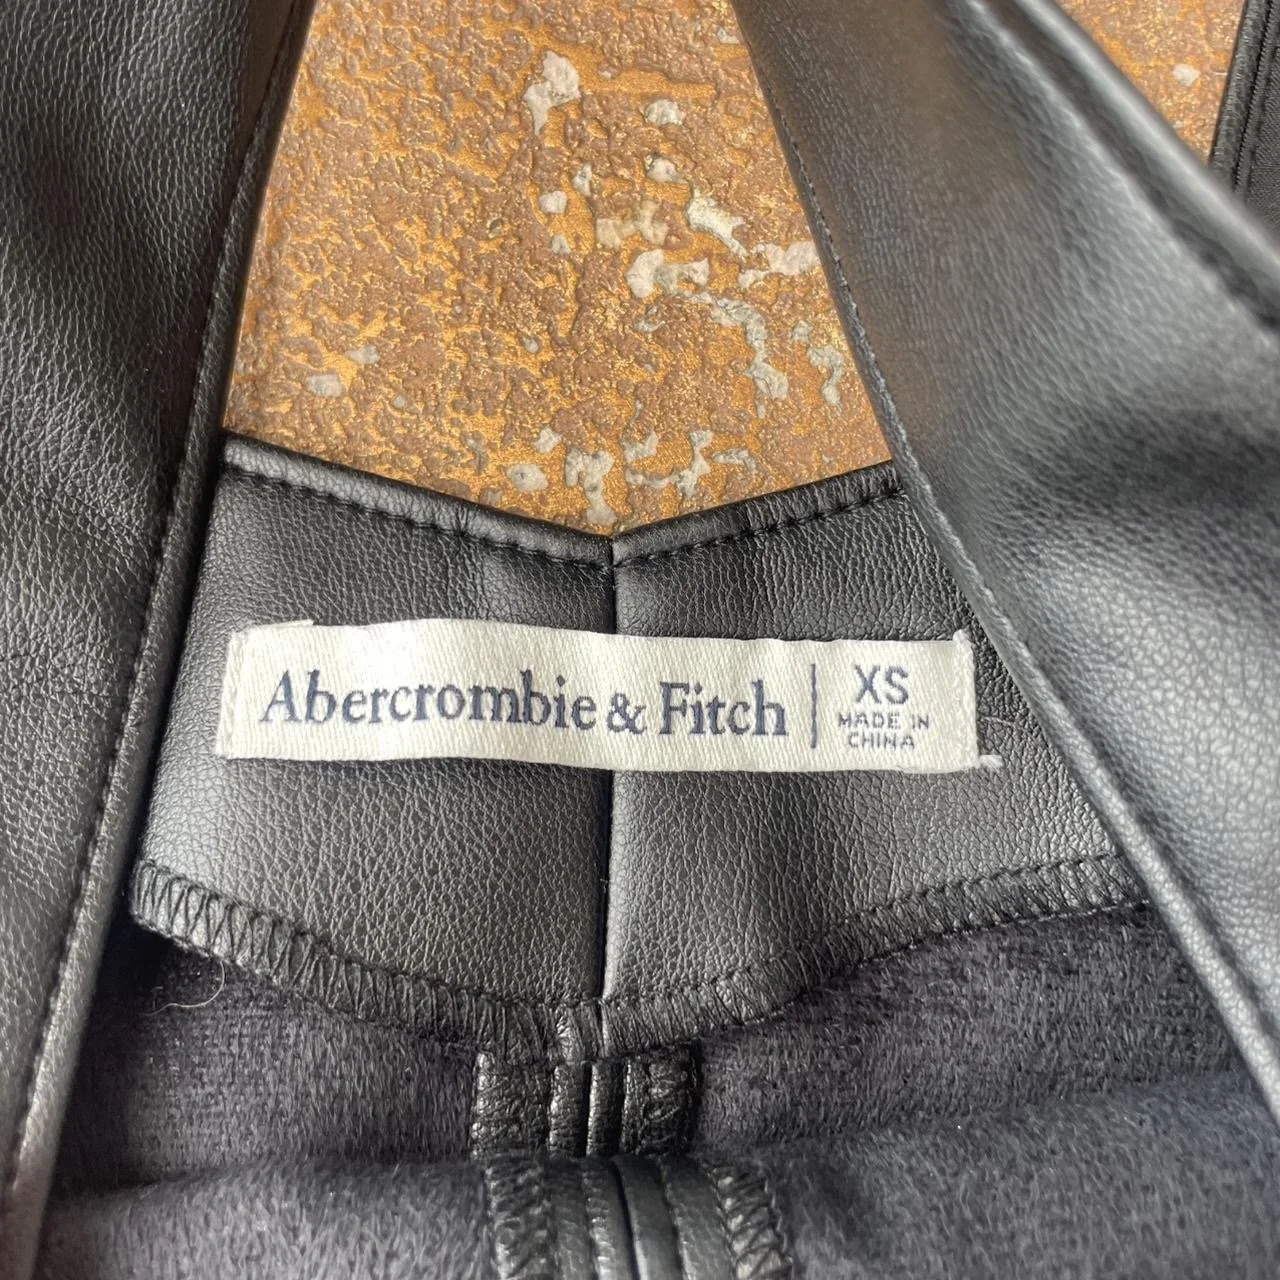 Abercrombie & Fitch
XS
MADE IN
CHINA